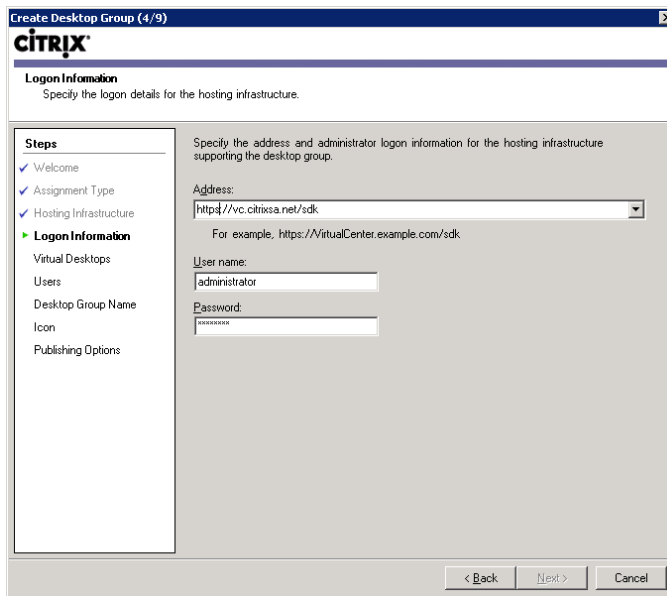 Create Desktop Group (4/9)
CİTRIX®
Logon Information
Specify the logon details for the hosting infrastructure.
Steps
Welcome
Assignment Type
Hosting Infrastructure
Logon Information
Virtual Desktops
Users
Desktop Group Name
Icon
Publishing Options
Specify the address and administrator logon information for the hosting infrastructure
supporting the desktop group.
Address:
https://vc.citrixsa.net/sdk
For example, https://VirtualCenter.example.com/sdk
User name:
administrator
Password:
********
< Back
Next >
Cancel